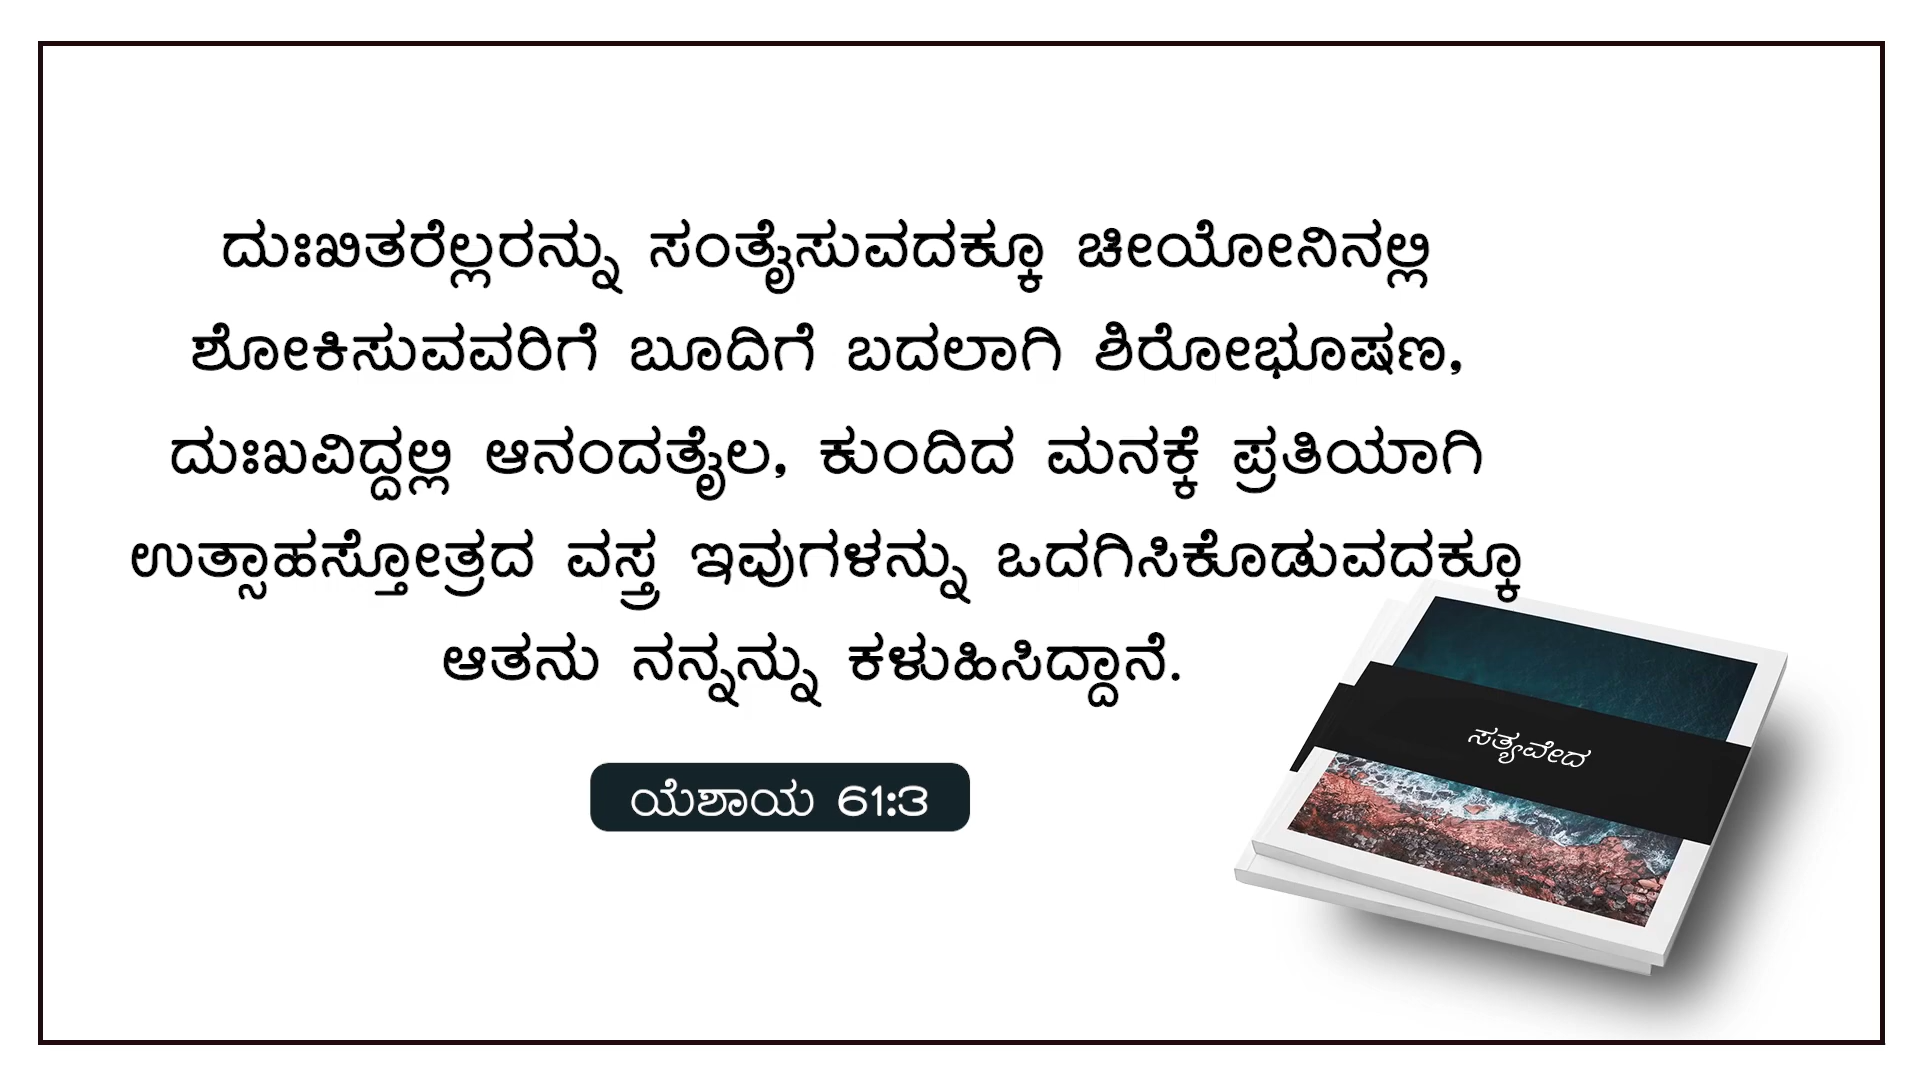 ದುಃಖಿತರೆಲ್ಲರನ್ನು ಸಂತೈಸುವದಕ್ಕೂ ಚೀಯೋನಿನಲ್ಲಿ
ಶೋಕಿಸುವವರಿಗೆ ಬೂದಿಗೆ ಬದಲಾಗಿ ಶಿರೋಭೂಷಣ,
ದುಃಖವಿದ್ದಲ್ಲಿ ಆನಂದತೈಲ, ಕುಂದಿದ ಮನಕ್ಕೆ ಪ್ರತಿಯಾಗಿ
ಉತ್ಸಾಹಸ್ತೋತ್ರದ ವಸ್ತ್ರ ಇವುಗಳನ್ನು ಒದಗಿಸಿಕೊಡುವದಕ್ಕೂ
ಆತನು ನನ್ನನ್ನು ಕಳುಹಿಸಿದ್ದಾನೆ.
ಸತ್ಯವೇದ
ಯೆಶಾಯ 61:3